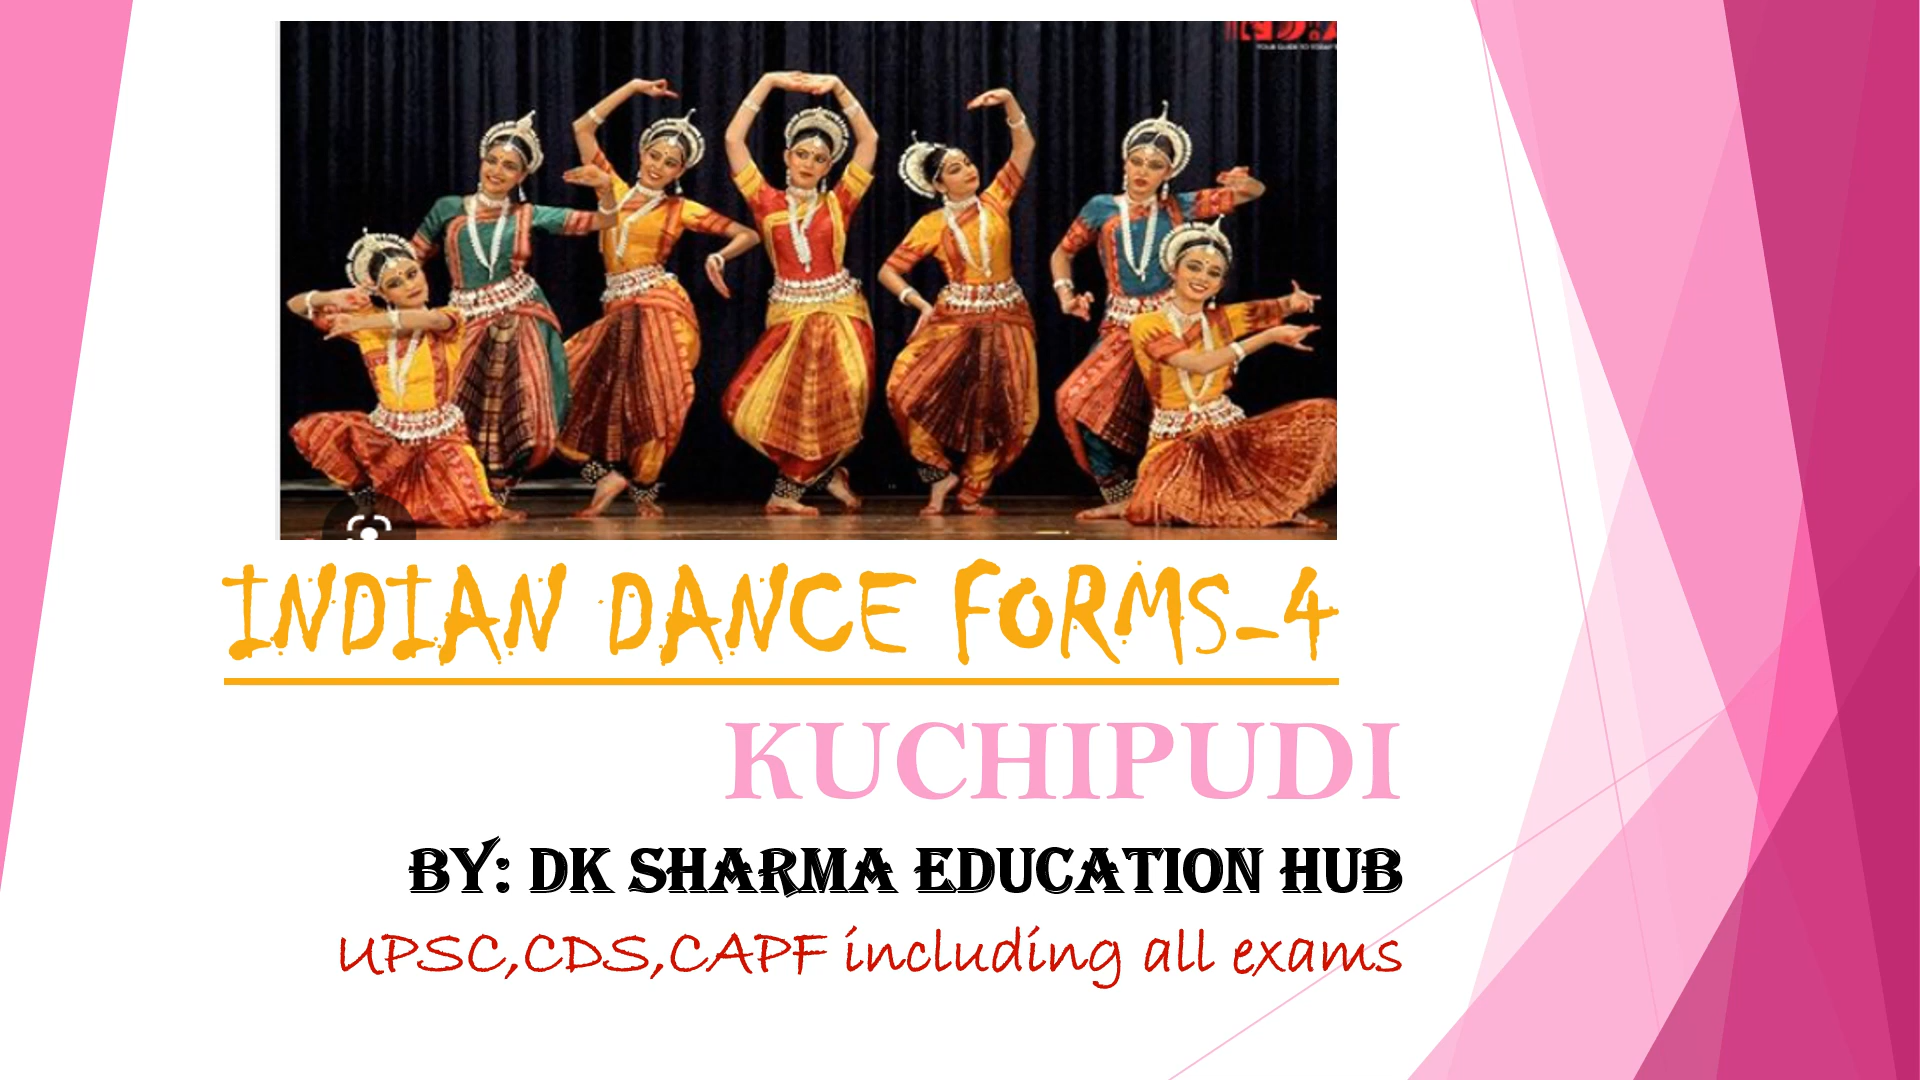 INDIAN DANCE FORMS-4
KUCHIPUDI
BY: DK SHARMA EDUCATION HUB
UPSC,CDS,CAPF including all exams